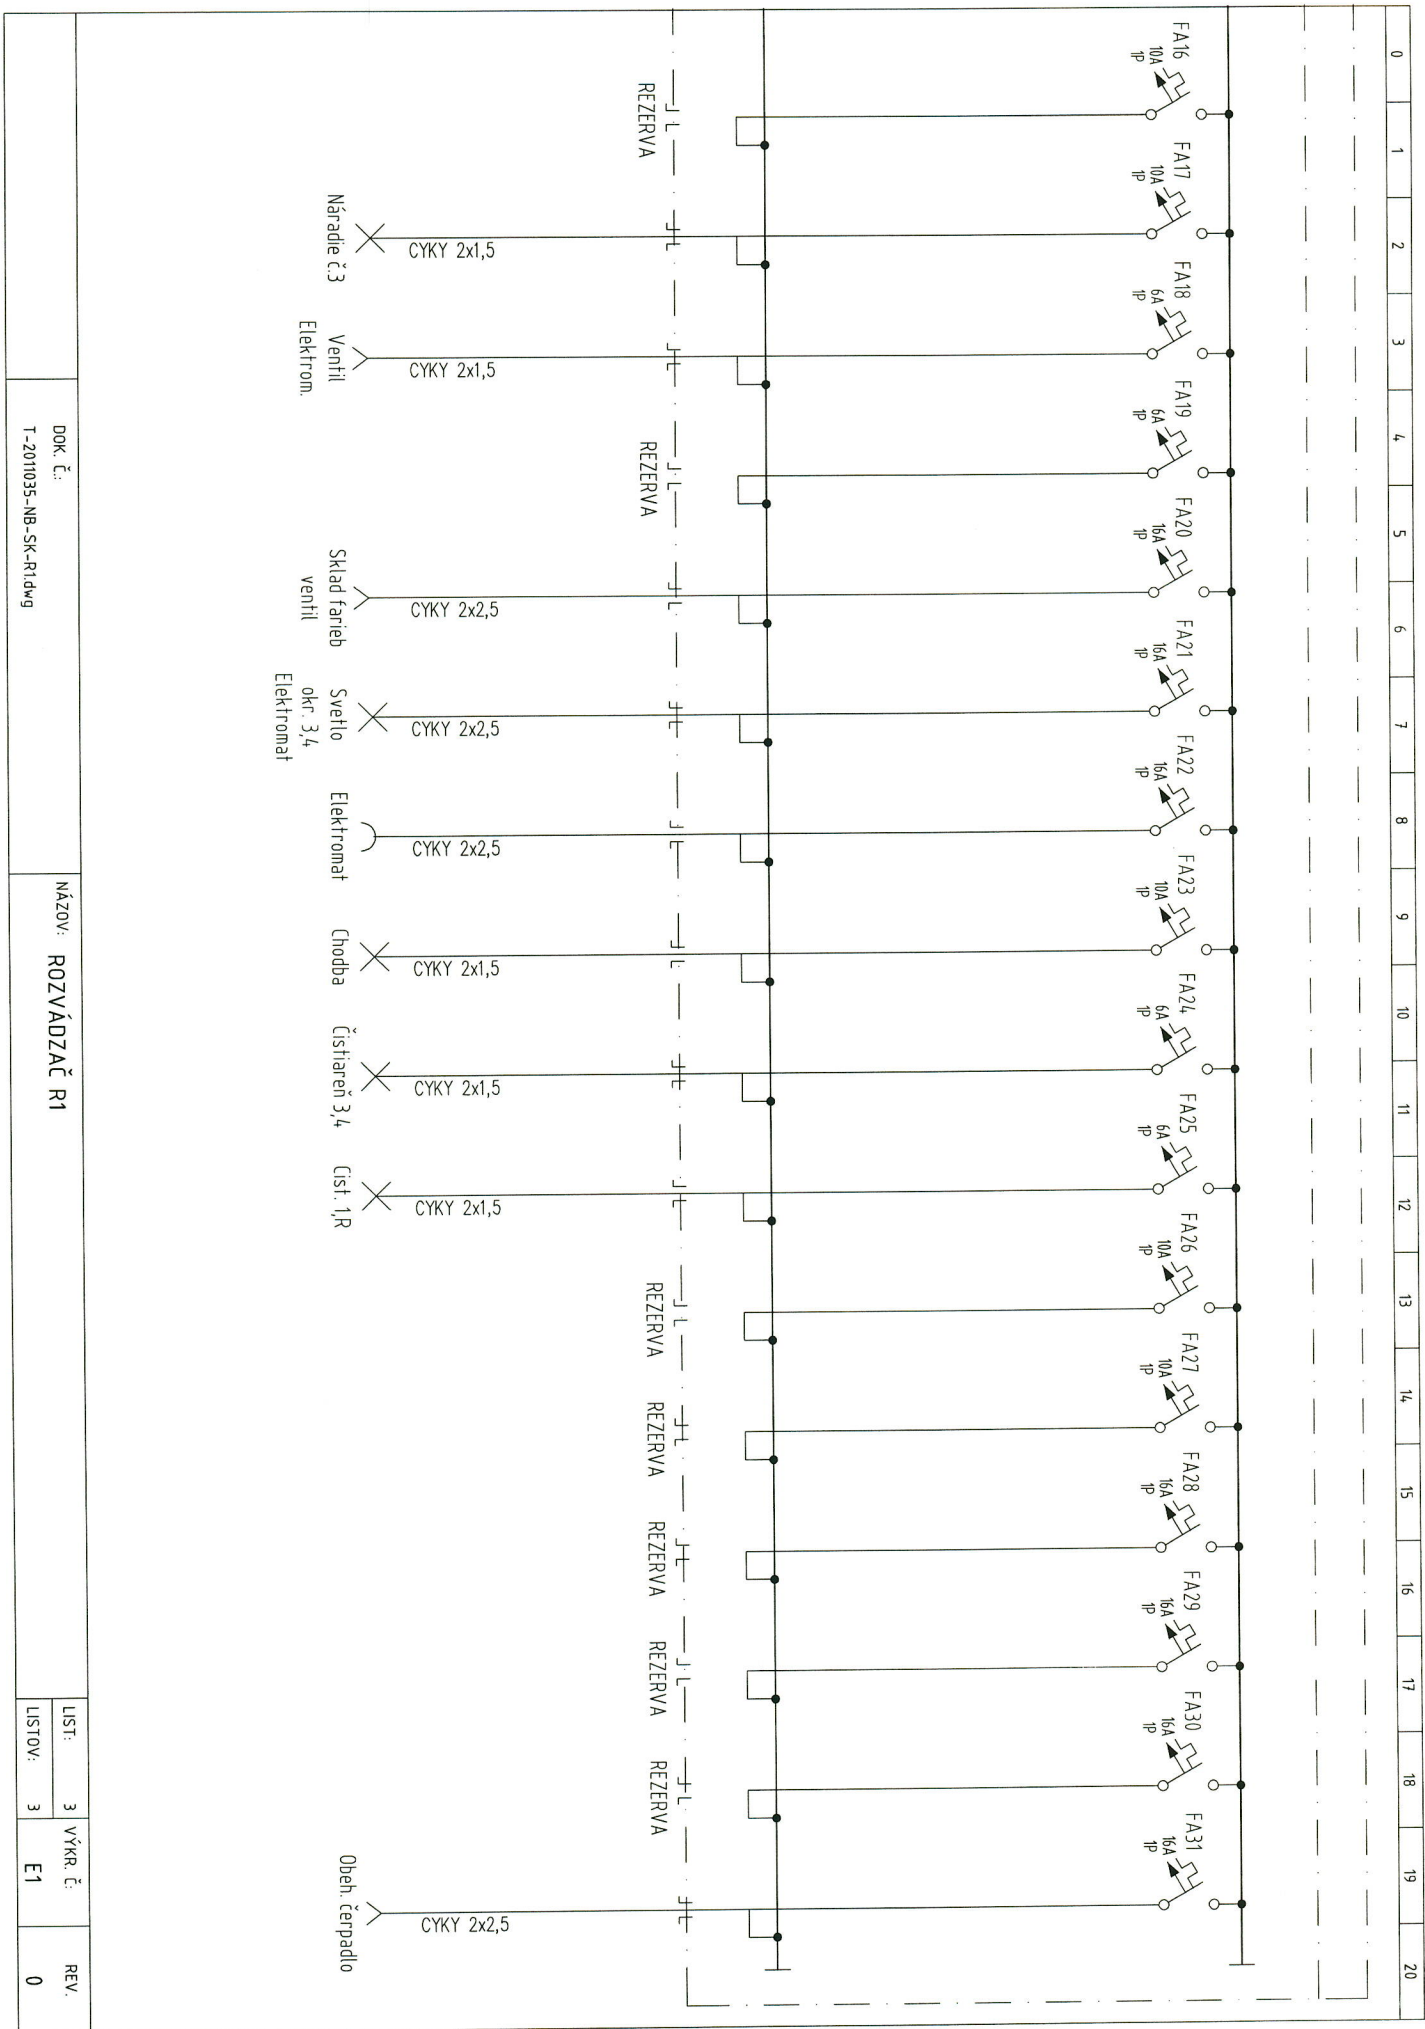 0
1
2
3
4
5
6
7
8
9
10
11
12
13
14
15
16
17
18
19
20
FA16
10A
1P
FA17
10A
1P
FA18
6A
1P
FA19
6A
1P
FA20
16A
1P
FA21
16A
1P
FA22
16A
1P
FA23
10A
1P
FA24
6A
1P
FA25
6A
1P
FA26
10A
1P
FA27
10A
1P
FA28
16A
1P
FA29
16A
1P
FA30
16A
1P
FA31
16A
1P
REZERVA
REZERVA
REZERVA
REZERVA
REZERVA
REZERVA
REZERVA
CYKY 2x1,5
CYKY 2x1,5
CYKY 2x2,5
CYKY 2x2,5
CYKY 2x2,5
CYKY 2x1,5
CYKY 2x1,5
CYKY 2x1,5
CYKY 2x2,5
Náradie č.3
Ventil
Elektrom.
Sklad farieb
ventil
Svetlo
okr. 3,4
Elektromat
Elektromat
Chodba
Čistiareň 3,4
Cist. 1,R
Obeh. čerpadlo
DOK. Č.:
T-2011035-NB-SK-R1.dwg
NÁZOV: ROZVÁDZAČ R1
LIST: 3
LISTOV: 3
VÝKR. Č.:
E1
REV.
0